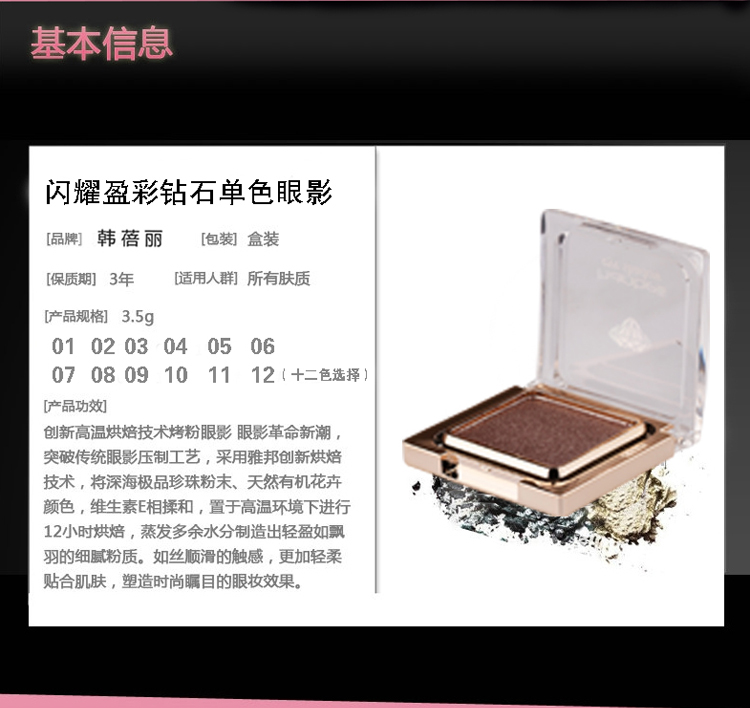 基本信息
闪耀盈彩钻石单色眼影
[品牌] 韩蓓丽 [包装] 盒装
[保质期] 3年 [适用人群] 所有肤质
[产品规格] 3.5g
01 02 03 04 05 06
07 08 09 10 11 12（十二色选择）
[产品功效]
创新高温烘焙技术烤粉眼影 眼影革命新潮，
突破传统眼影压制工艺，采用雅邦创新烘焙
技术，将深海极品珍珠粉末、天然有机花卉
颜色，维生素E相揉和，置于高温环境下进行
12小时烘焙，蒸发多余水分制造出轻盈如飘
羽的细腻粉质。如丝顺滑的触感，更加轻柔
贴合肌肤，塑造时尚瞩目的眼妆效果。